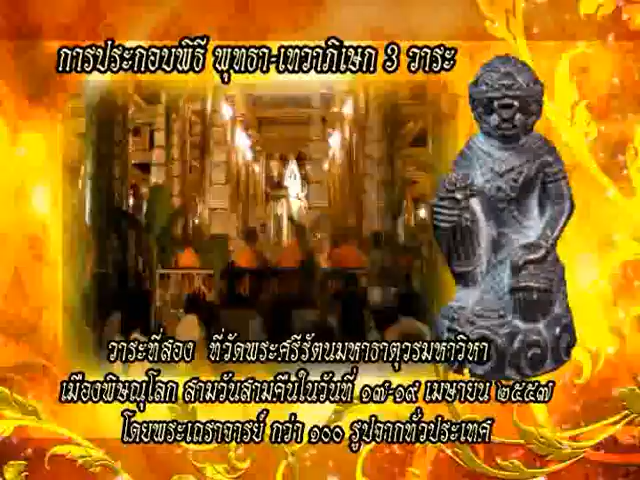 การประกอบพิธี พุทธา-เทวาภิเษก 3 วาระ
วาระที่สอง ที่วัดพระศรีรัตนมหาธาตุวรมหาวิหา
เมืองพิษณุโลก สามวันสามคืนในวันที่ ๑๗-๑๙ เมษายน ๒๕๕๗
โดยพระเถราจารย์ กว่า ๑๐๐ รูปจากทั่วประเทศ